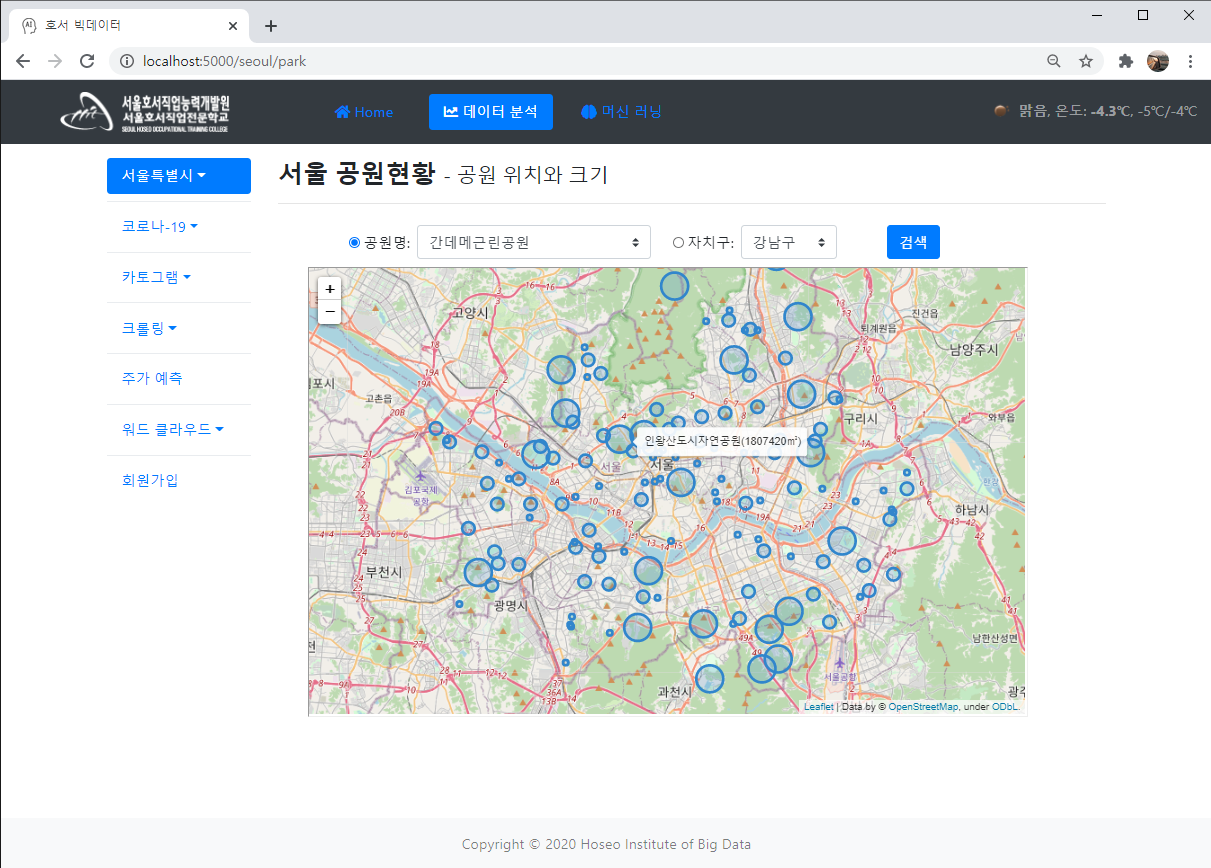 호서 빅데이터
localhost:5000/seoul/park
서울호서직업능력개발원
서울호서직업전문학교
SEOUL HOSEO OCCUPATIONAL TRAINING COLLEGE
Home 데이터 분석 머신 러닝 맑음, 온도: -4.3℃, -5℃/-4℃
서울특별시
코로나-19
카토그램
크롤링
주가 예측
워드 클라우드
회원가입
서울 공원현황 - 공원 위치와 크기
공원명: 간데메근린공원 자치구: 강남구 검색
+
−
고양시
진건읍
퇴계원읍
남양주시
김포시
고촌읍
구리시
와부읍
인왕산도시자연공원(1807420㎡)
서울 서울
김포국제
공항
하남시
부천시
광명시
남한산성면
서울공항
과천시
광주
Leaflet | Data by © OpenStreetMap, under ODbL.
Copyright © 2020 Hoseo Institute of Big Data